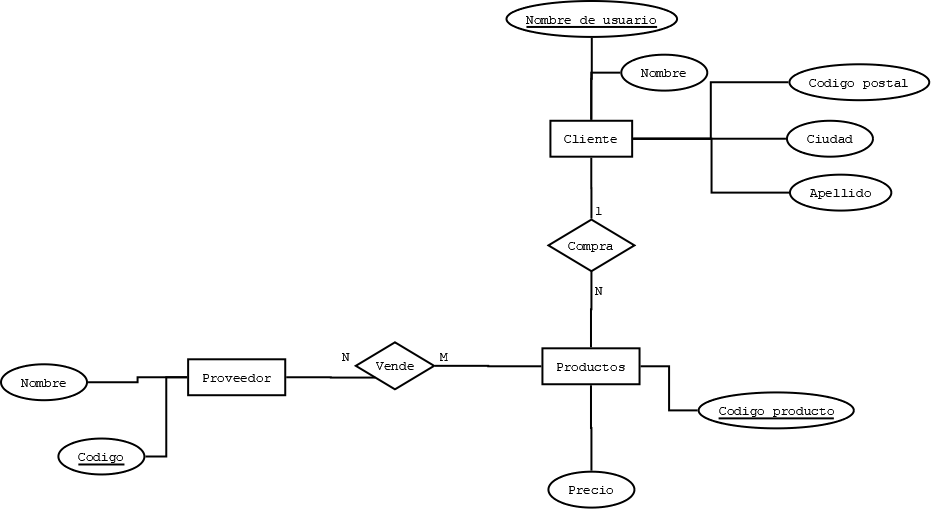 Nombre de usuario
Nombre
Codigo postal
Cliente
Ciudad
Apellido
1
Compra
N
N
Vende
M
Productos
Proveedor
Nombre
Codigo producto
Codigo
Precio